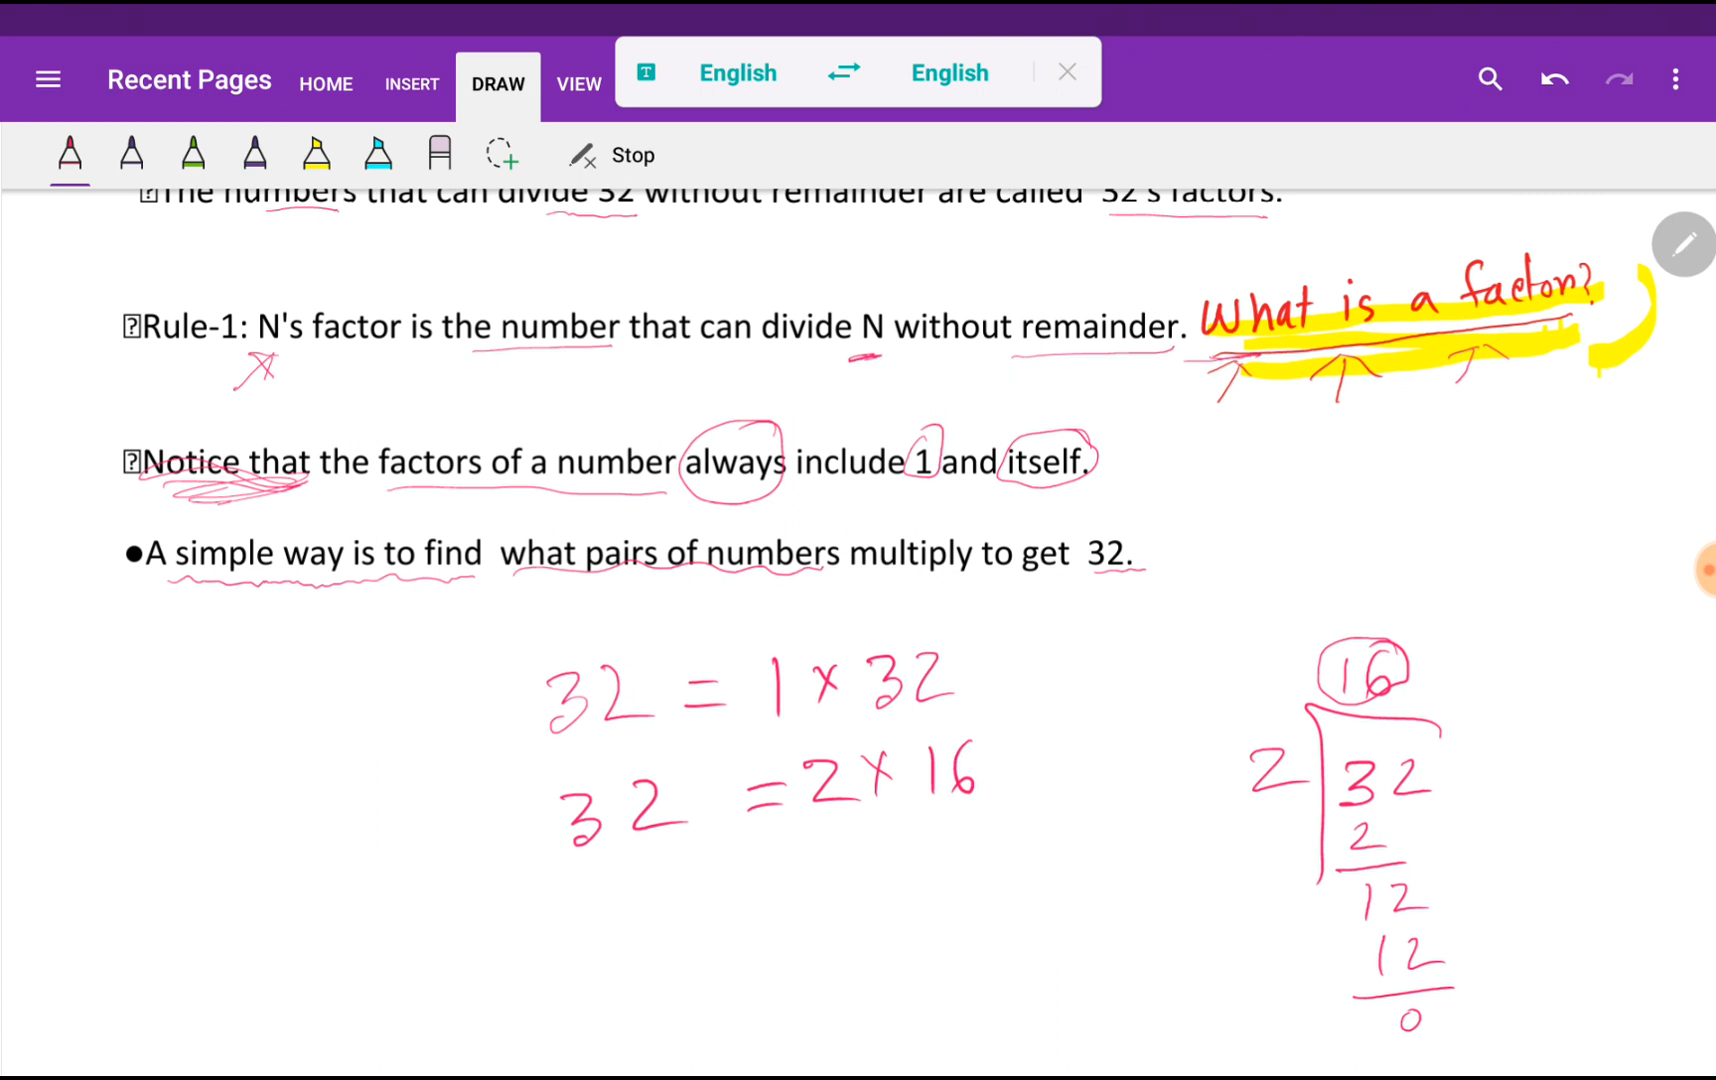 Recent Pages HOME INSERT DRAW VIEW T English English
Stop
The numbers that can divide 32 without remainder are called 32's factors.
Rule-1: N's factor is the number that can divide N without remainder. What is a factor?
Notice that the factors of a number always include 1 and itself.
●A simple way is to find what pairs of numbers multiply to get 32.
32 = 1 × 32
32 = 2 × 16
16
2 32
2
12
12
0